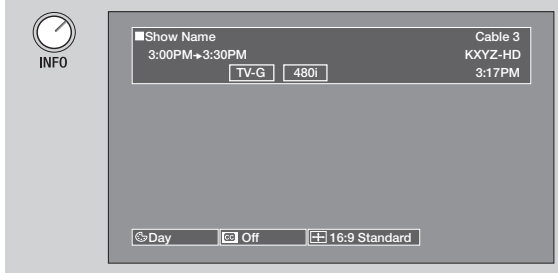 INFO
■Show Name Cable 3
3:00PM→3:30PM KXYZ-HD
TV-G 480i 3:17PM
Day CC Off 16:9 Standard